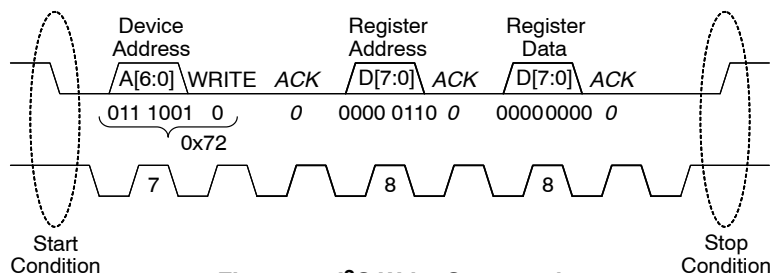 Device Address Register Address Register Data
A[6:0] WRITE ACK D[7:0] ACK D[7:0] ACK
011 1001 0 0 0000 0110 0 00000000 0
0x72
7 8 8
Start Condition Stop Condition